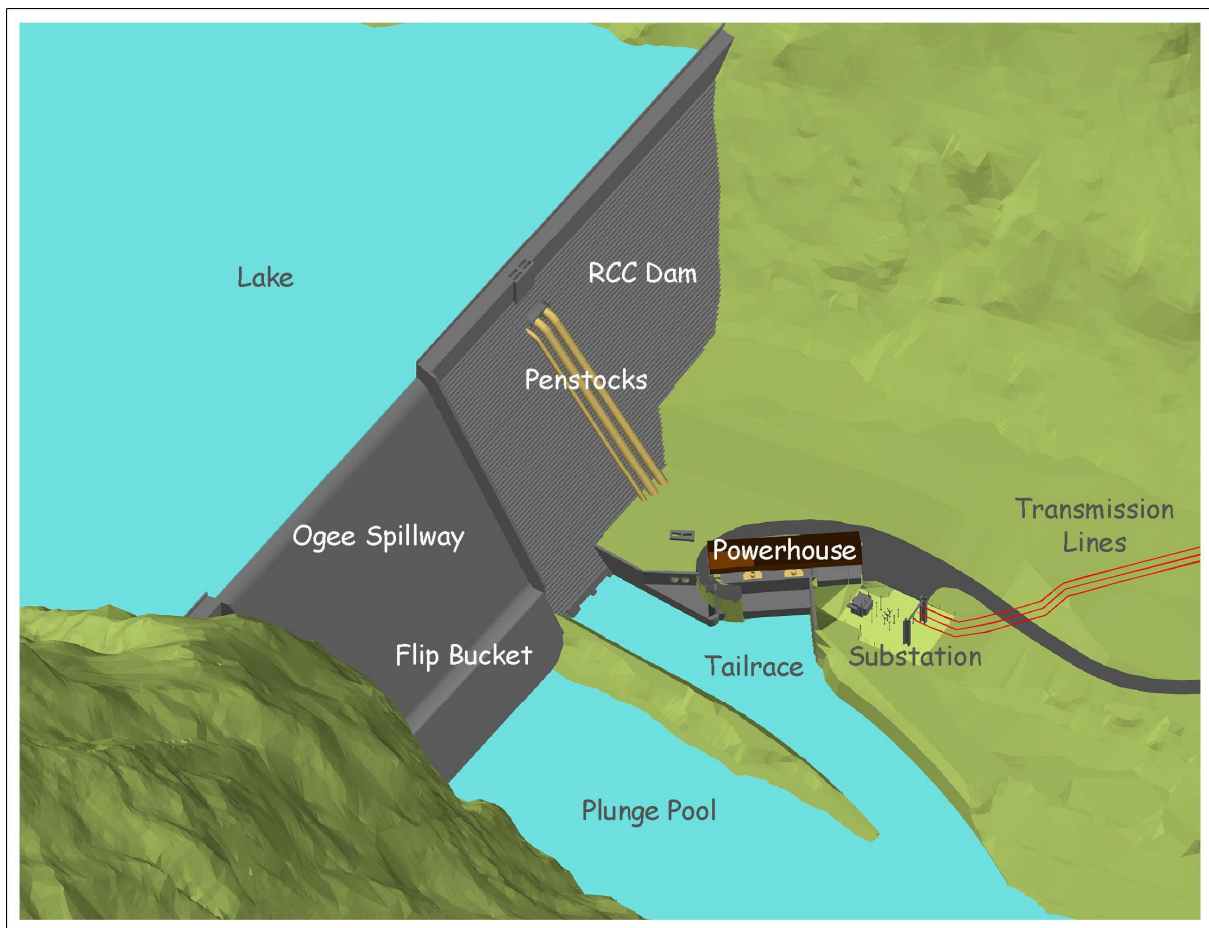 Lake
RCC Dam
Penstocks
Ogee Spillway
Transmission
Lines
Powerhouse
Flip Bucket
Tailrace
Substation
Plunge Pool